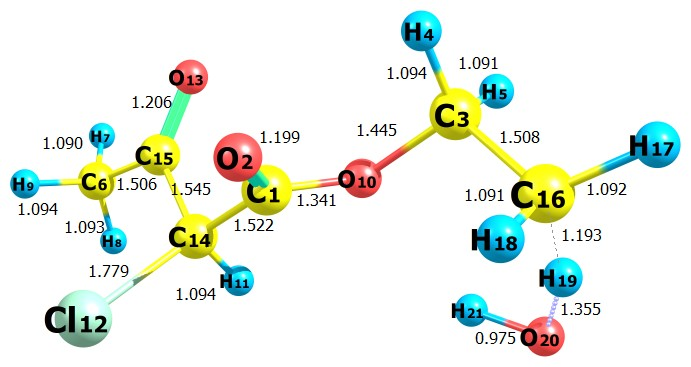 H4
1.091
1.094
H5
O13
1.206
1.199
C3
1.445
1.508
H17
H7
1.090
C15
O2
O10
C6
1.506
1.545
C1
1.341
C16
1.092
H9
1.094
1.091
1.093
H8
C14
1.522
H18
1.193
1.779
1.094
H11
H19
Cl12
H21
1.355
0.975
O20